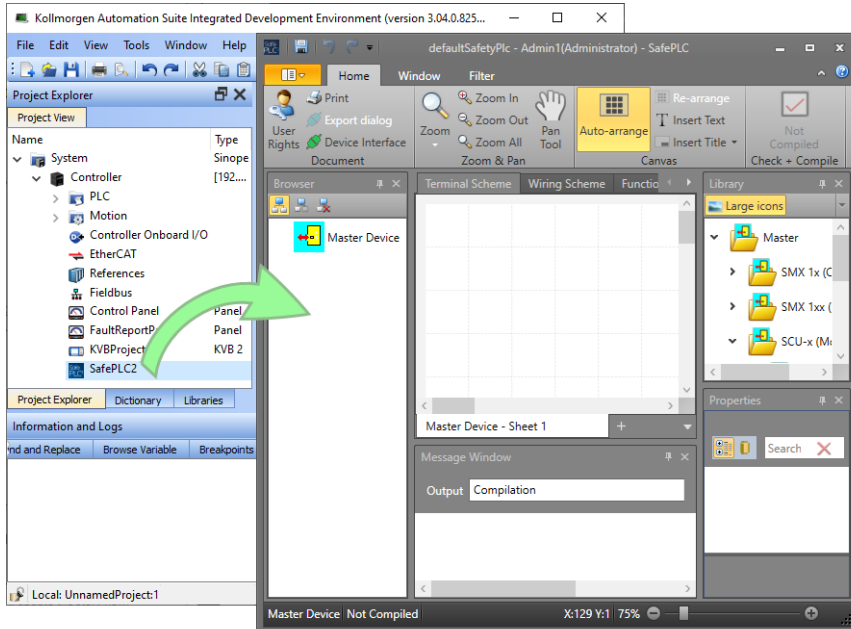 Kollmorgen Automation Suite Integrated Development Environment (version 3.04.0.825...
File Edit View Tools Window Help
Project Explorer
Project View
Name Type
System Sinope
Controller [192....
PLC
Motion
Controller Onboard I/O
EtherCAT
References
Fieldbus
Control Panel Panel
FaultReportP Panel
KVBProject KVB 2
SafePLC2
Project Explorer Dictionary Libraries
Information and Logs
nd and Replace Browse Variable Breakpoints
Local: UnnamedProject:1
defaultSafetyPlc - Admin1(Administrator) - SafePLC
Home Window Filter
User Rights
Print
Export dialog
Device Interface
Document
Zoom
Zoom In
Zoom Out
Zoom All
Pan Tool
Zoom & Pan
Auto-arrange
Re-arrange
Insert Text
Insert Title
Canvas
Not Compiled
Check + Compile
Browser
Master Device
Terminal Scheme Wiring Scheme Functio
Master Device - Sheet 1 +
Message Window
Output Compilation
Library
Large icons
Master
SMX 1x (C
SMX 1xx (
SCU-x (Mo
Properties
Search
Master Device Not Compiled X:129 Y:1 75%